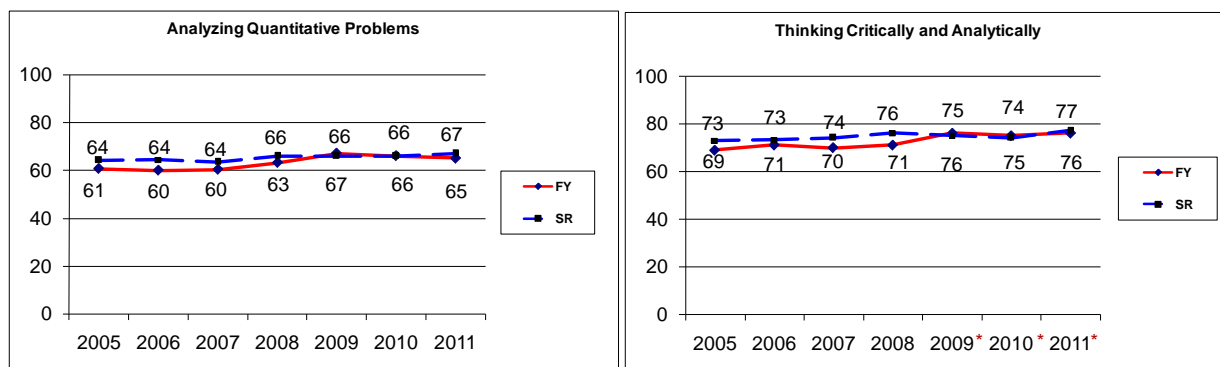 Analyzing Quantitative Problems
100
80
60
40
20
0
64 64 64 66 66 66 67
61 60 60 63 67 66 65
2005 2006 2007 2008 2009 2010 2011
FY
SR
Thinking Critically and Analytically
100
80
60
40
20
0
73 73 74 76 75 74 77
69 71 70 71 76 75 76
2005 2006 2007 2008 2009* 2010* 2011*
FY
SR